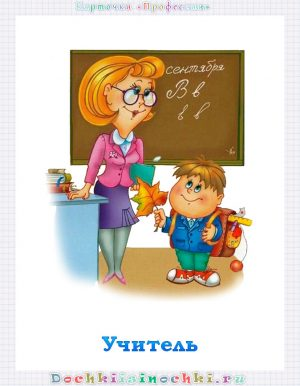 Карточка «Профессии»
сентября
В в
в в
Учитель
Dochkiisinochki.ru